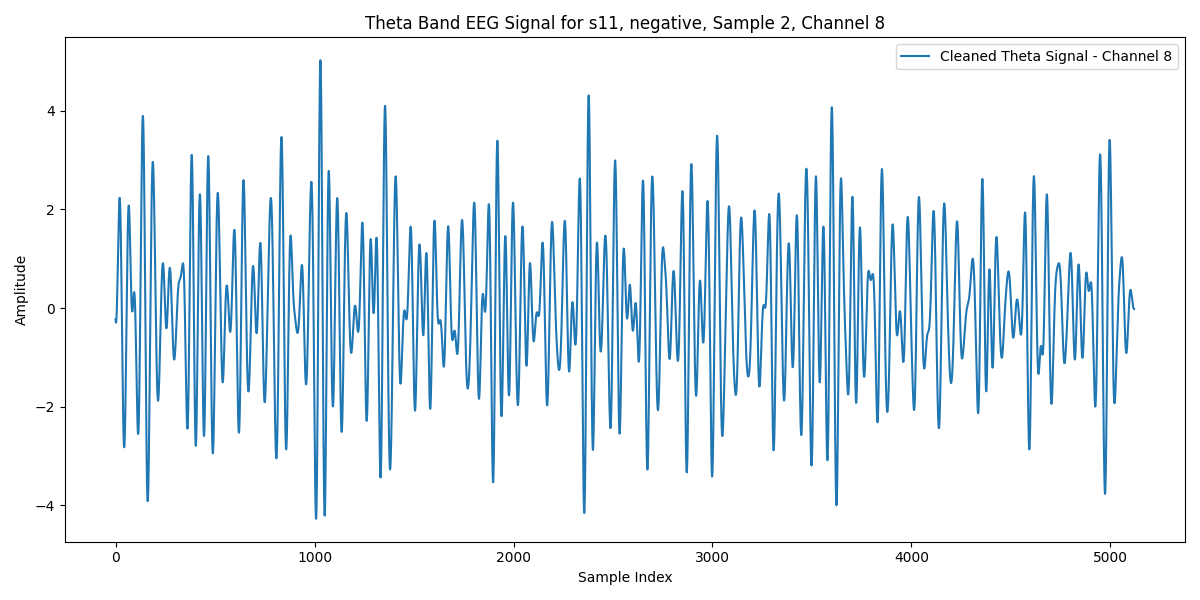 Theta Band EEG Signal for s11, negative, Sample 2, Channel 8
Cleaned Theta Signal - Channel 8
Amplitude
4
2
0
−2
−4
0 1000 2000 3000 4000 5000
Sample Index